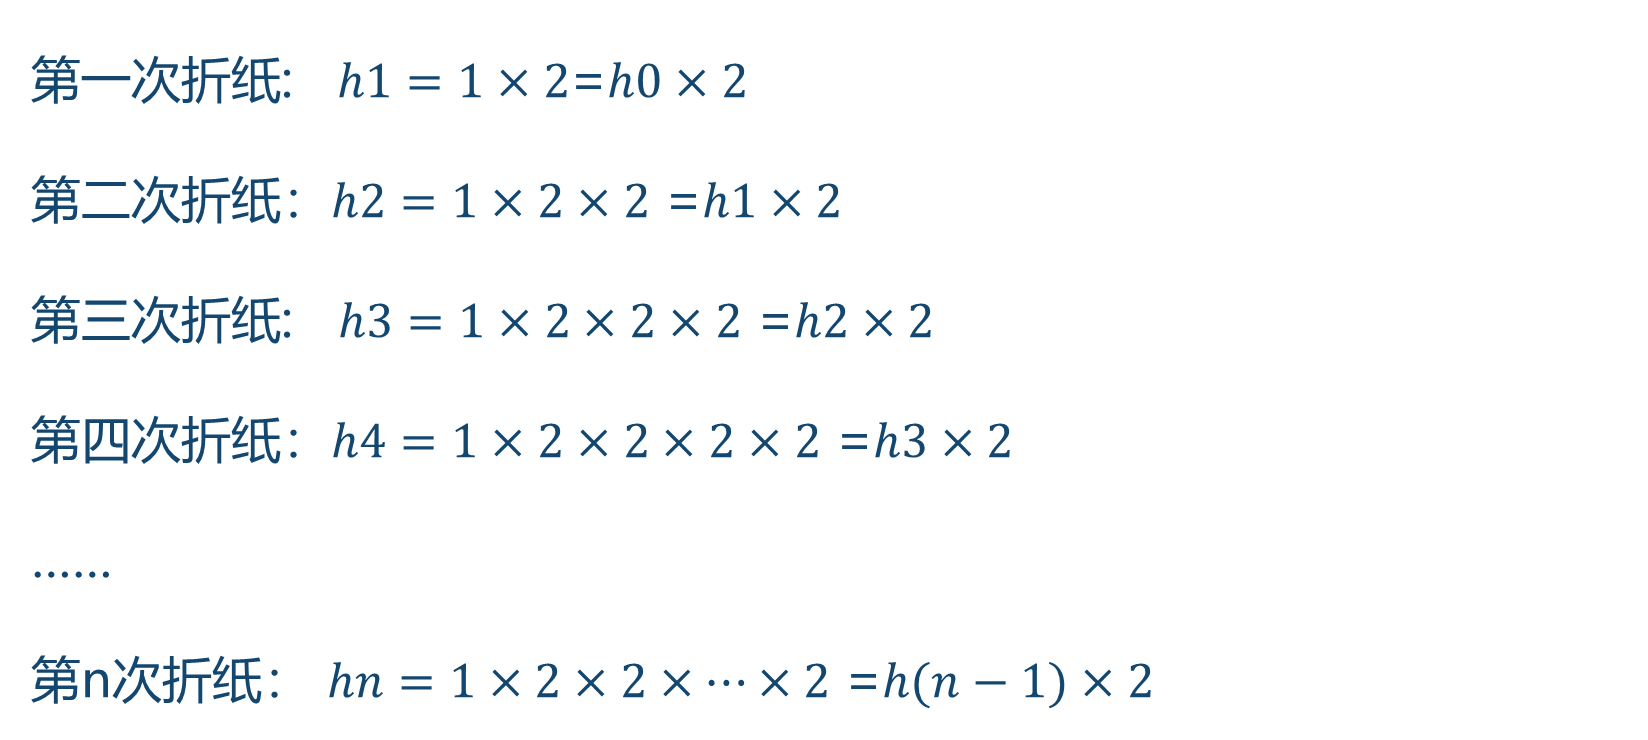 第一次折纸:  h1 = 1 × 2=h0 × 2
第二次折纸：h2 = 1 × 2 × 2 =h1 × 2
第三次折纸:  h3 = 1 × 2 × 2 × 2 =h2 × 2
第四次折纸：h4 = 1 × 2 × 2 × 2 × 2 =h3 × 2
……
第n次折纸： hn = 1 × 2 × 2 × ⋯ × 2 =h(n − 1) × 2